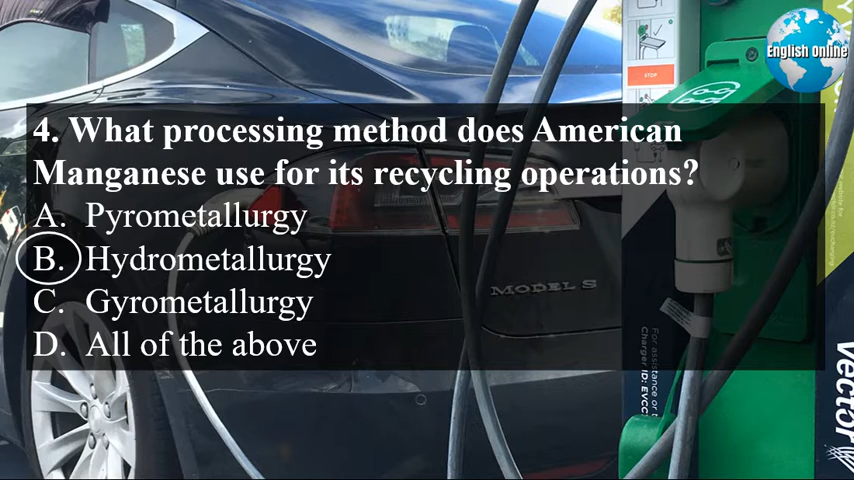 English Online
4. What processing method does American
Manganese use for its recycling operations?
A. Pyrometallurgy
B. Hydrometallurgy
C. Gyrometallurgy
D. All of the above
STOP
MODEL S
For assistance or t
Charger ID: EVCC
Vector